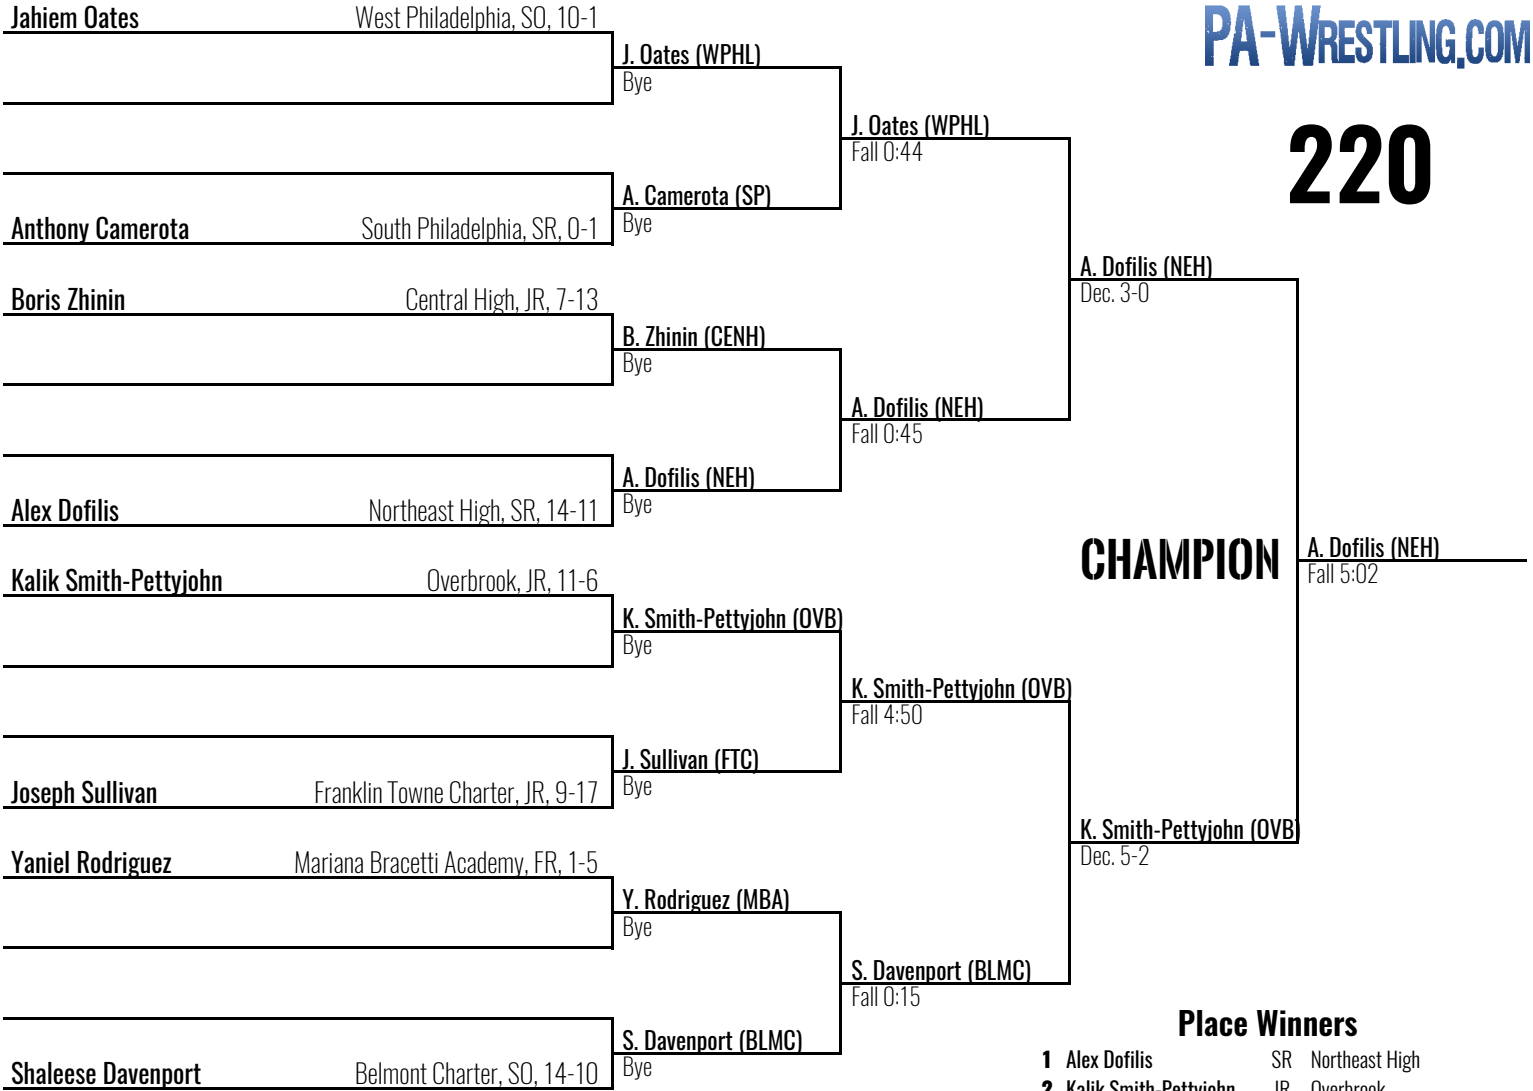 Jahiem Oates West Philadelphia, SO, 10-1
PA-WRESTLING.COM
J. Oates (WPHL)
Bye
J. Oates (WPHL)
Fall 0:44
220
A. Camerota (SP)
Bye
Anthony Camerota South Philadelphia, SR, 0-1
A. Dofilis (NEH)
Dec. 3-0
Boris Zhinin Central High, JR, 7-13
B. Zhinin (CENH)
Bye
A. Dofilis (NEH)
Fall 0:45
A. Dofilis (NEH)
Bye
Alex Dofilis Northeast High, SR, 14-11
CHAMPION
A. Dofilis (NEH)
Fall 5:02
Kalik Smith-Pettyjohn Overbrook, JR, 11-6
K. Smith-Pettyjohn (OVB)
Bye
K. Smith-Pettyjohn (OVB)
Fall 4:50
J. Sullivan (FTC)
Bye
Joseph Sullivan Franklin Towne Charter, JR, 9-17
K. Smith-Pettyjohn (OVB)
Dec. 5-2
Yaniel Rodriguez Mariana Bracetti Academy, FR, 1-5
Y. Rodriguez (MBA)
Bye
S. Davenport (BLMC)
Fall 0:15
S. Davenport (BLMC)
Bye
Shaleese Davenport Belmont Charter, SO, 14-10
Place Winners
1 Alex Dofilis SR Northeast High
2 Kalik Smith-Pettyjohn JR Overbrook